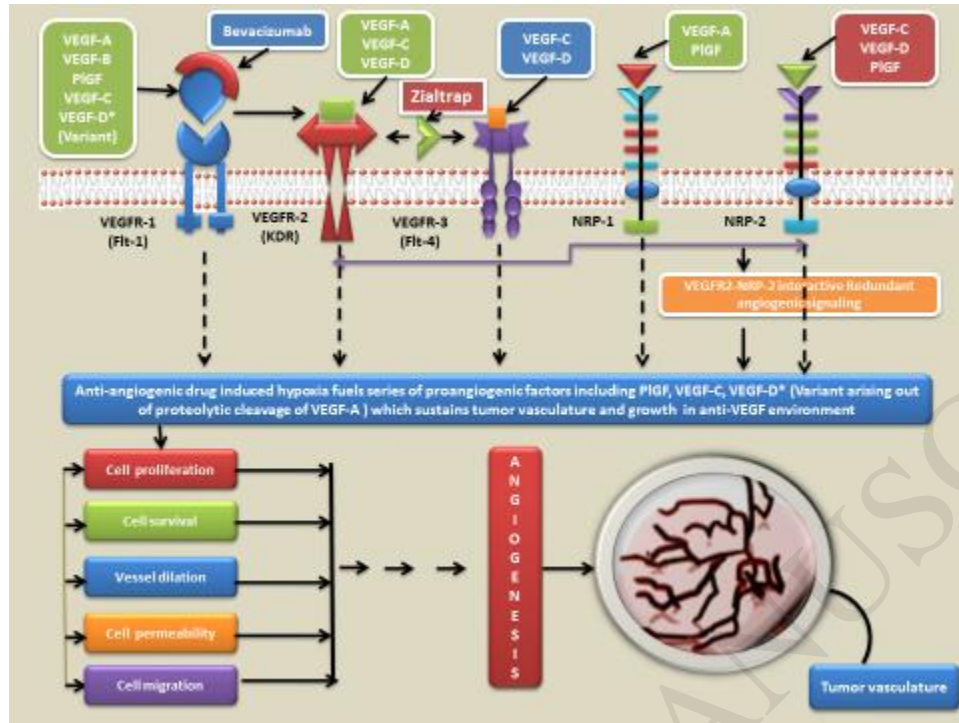 VEGF-A
VEGF-B
PlGF
VEGF-C
VEGF-D*
(Variant)
Bevacizumab
VEGF-A
VEGF-C
VEGF-D
Zialtrap
VEGF-C
VEGF-D
VEGF-A
PlGF
VEGF-C
VEGF-D
PlGF
VEGFR-1
(Flt-1)
VEGFR-2
(KDR)
VEGFR-3
(Flt-4)
NRP-1
NRP-2
VEGFR2-NRP-2 interactive Redundant
angiogenic signaling
Anti-angiogenic drug induced hypoxia fuels series of proangiogenic factors including PlGF, VEGF-C, VEGF-D* (Variant arising out
of proteolytic cleavage of VEGF-A ) which sustains tumor vasculature and growth in anti-VEGF environment
Cell proliferation
Cell survival
Vessel dilation
Cell permeability
Cell migration
ANGIOGENESIS
Tumor vasculature